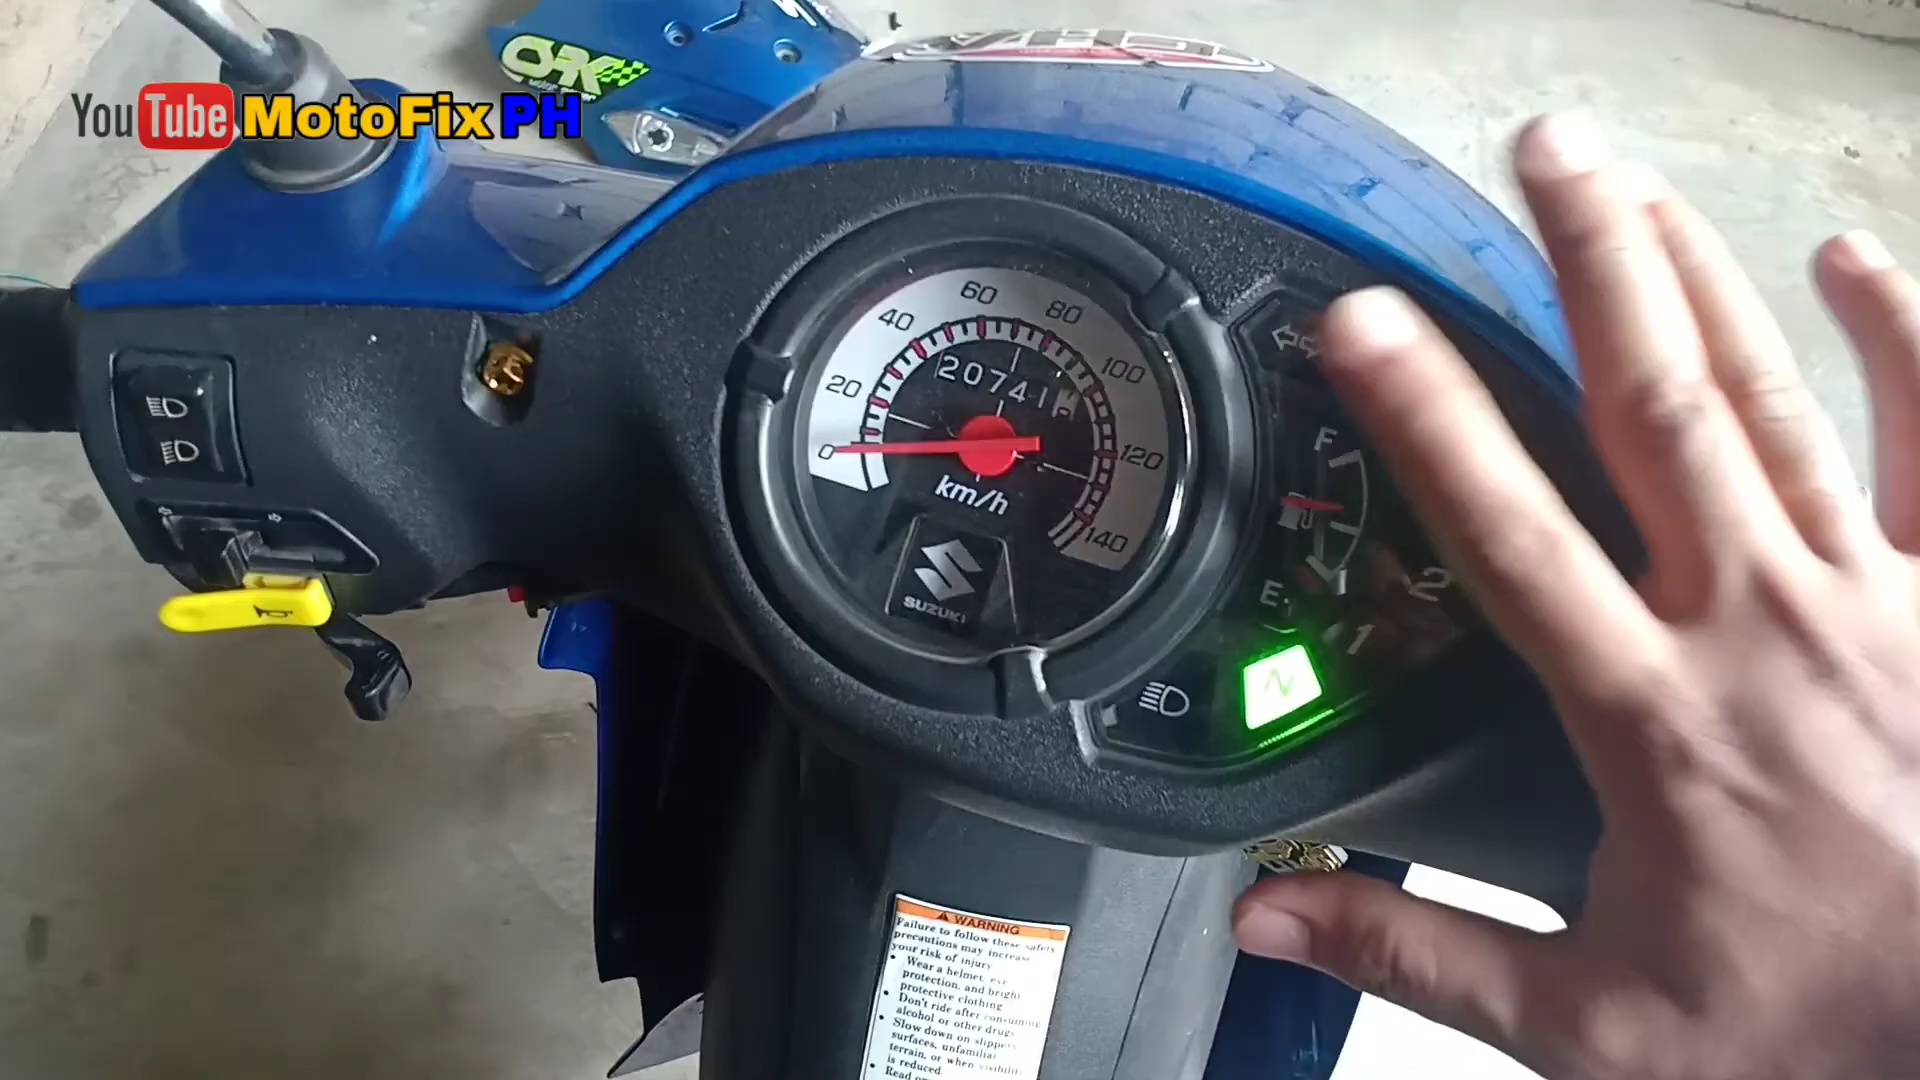 YouTube MotoFix PH
ORK
0
20
40
60
80
100
120
140
20741
km/h
SUZUKI
F
E
N
1
2
WARNING
Failure to follow these safety
precautions may increase
your risk of injury
• Wear a helmet, eye
protection, and bright
protective clothing
• Don't ride after consuming
alcohol or other drugs
• Slow down on slippery
surfaces, unfamiliar
terrain, or when visibility
is reduced
• Read